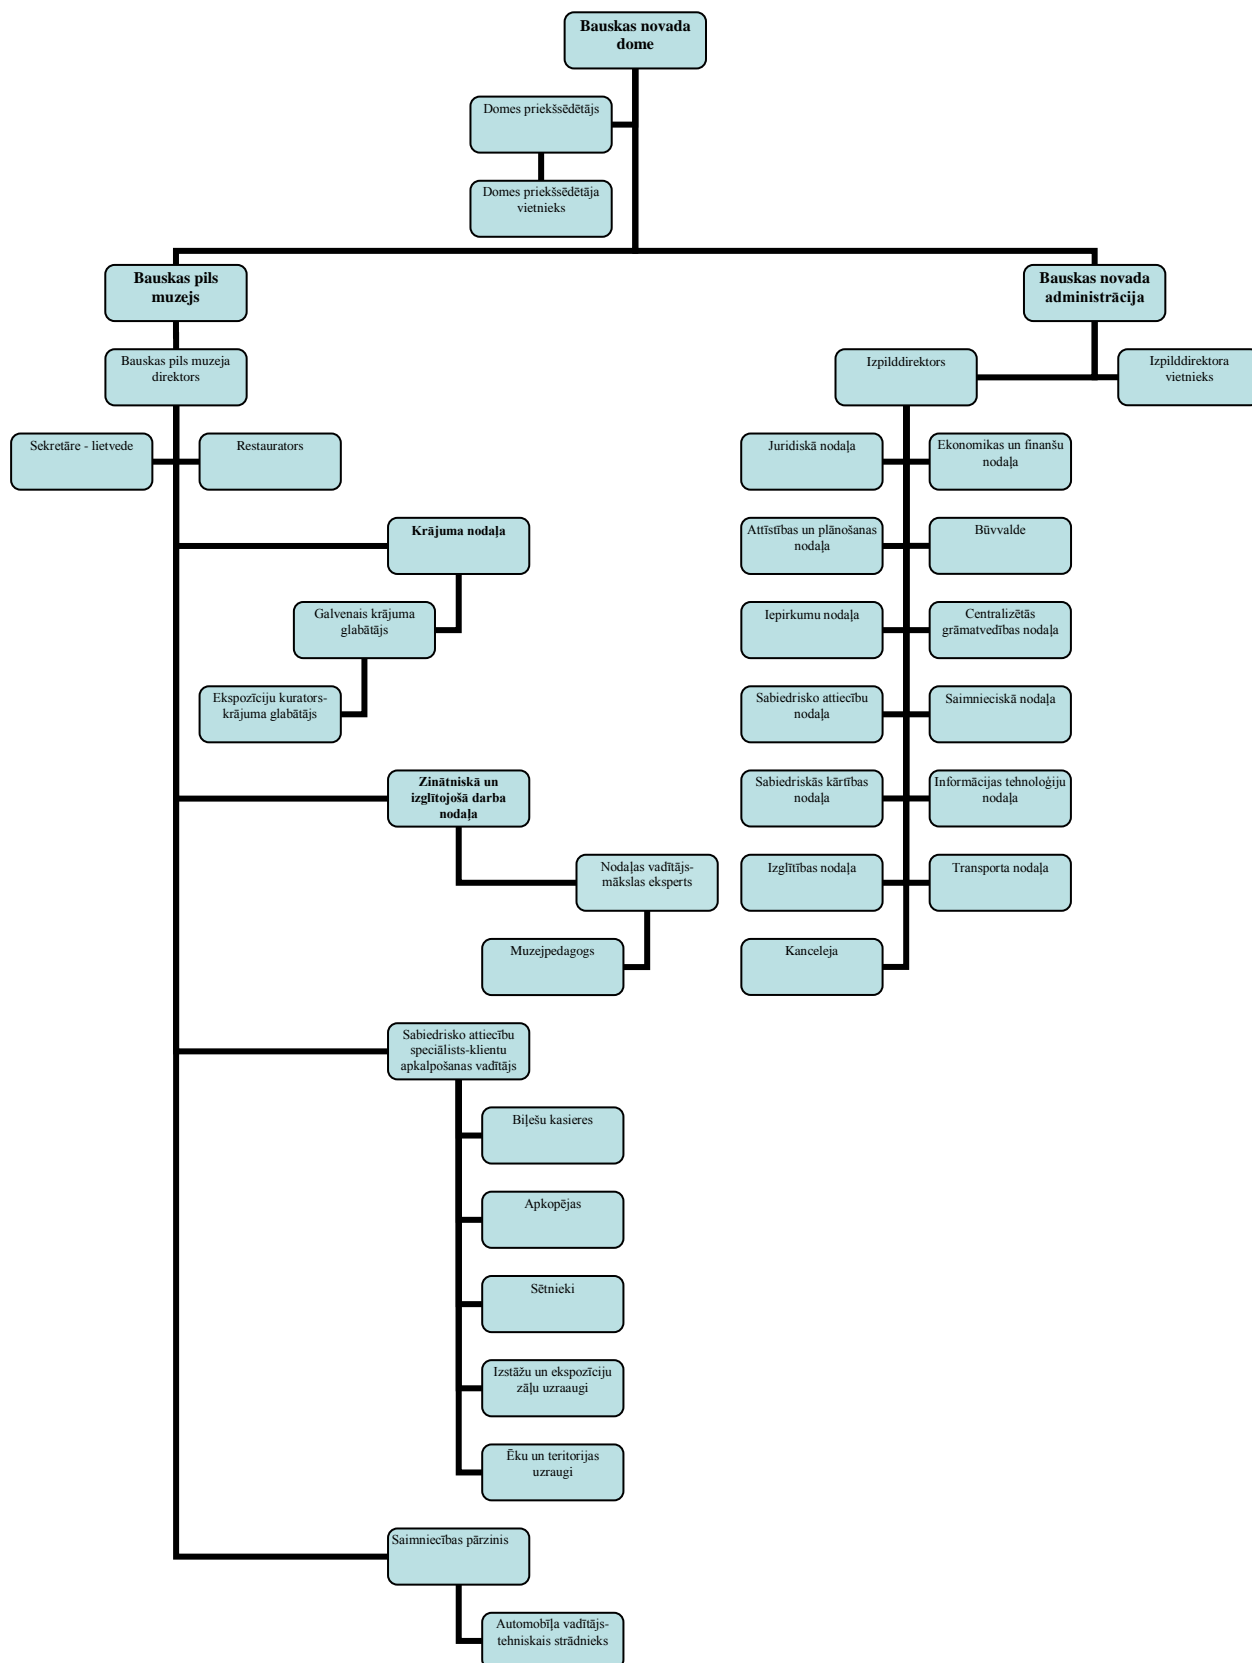 Bauskas novada
dome
Domes priekšsēdētājs
Domes priekšsēdētāja
vietnieks
Bauskas pils
muzejs
Bauskas novada
administrācija
Bauskas pils muzeja
direktors
Izpilddirektors
Izpilddirektora
vietnieks
Sekretāre - lietvede
Restaurators
Juridiskā nodaļa
Ekonomikas un finanšu
nodaļa
Krājuma nodaļa
Attīstības un plānošanas
nodaļa
Būvvalde
Galvenais krājuma
glabātājs
Iepirkumu nodaļa
Centralizētās
grāmatvedības nodaļa
Ekspozīciju kurators-
krājuma glabātājs
Sabiedrisko attiecību
nodaļa
Saimnieciskā nodaļa
Zinātniskā un
izglītojošā darba
nodaļa
Sabiedriskās kārtības
nodaļa
Informācijas tehnoloģiju
nodaļa
Nodaļas vadītājs-
mākslas eksperts
Izglītības nodaļa
Transporta nodaļa
Muzejpedagogs
Kanceleja
Sabiedrisko attiecību
speciālists-klientu
apkalpošanas vadītājs
Biļešu kasieres
Apkopējas
Sētnieki
Izstāžu un ekspozīciju
zāļu uzraaugi
Ēku un teritorijas
uzraugi
Saimniecības pārzinis
Automobīļa vadītājs-
tehniskais strādnieks